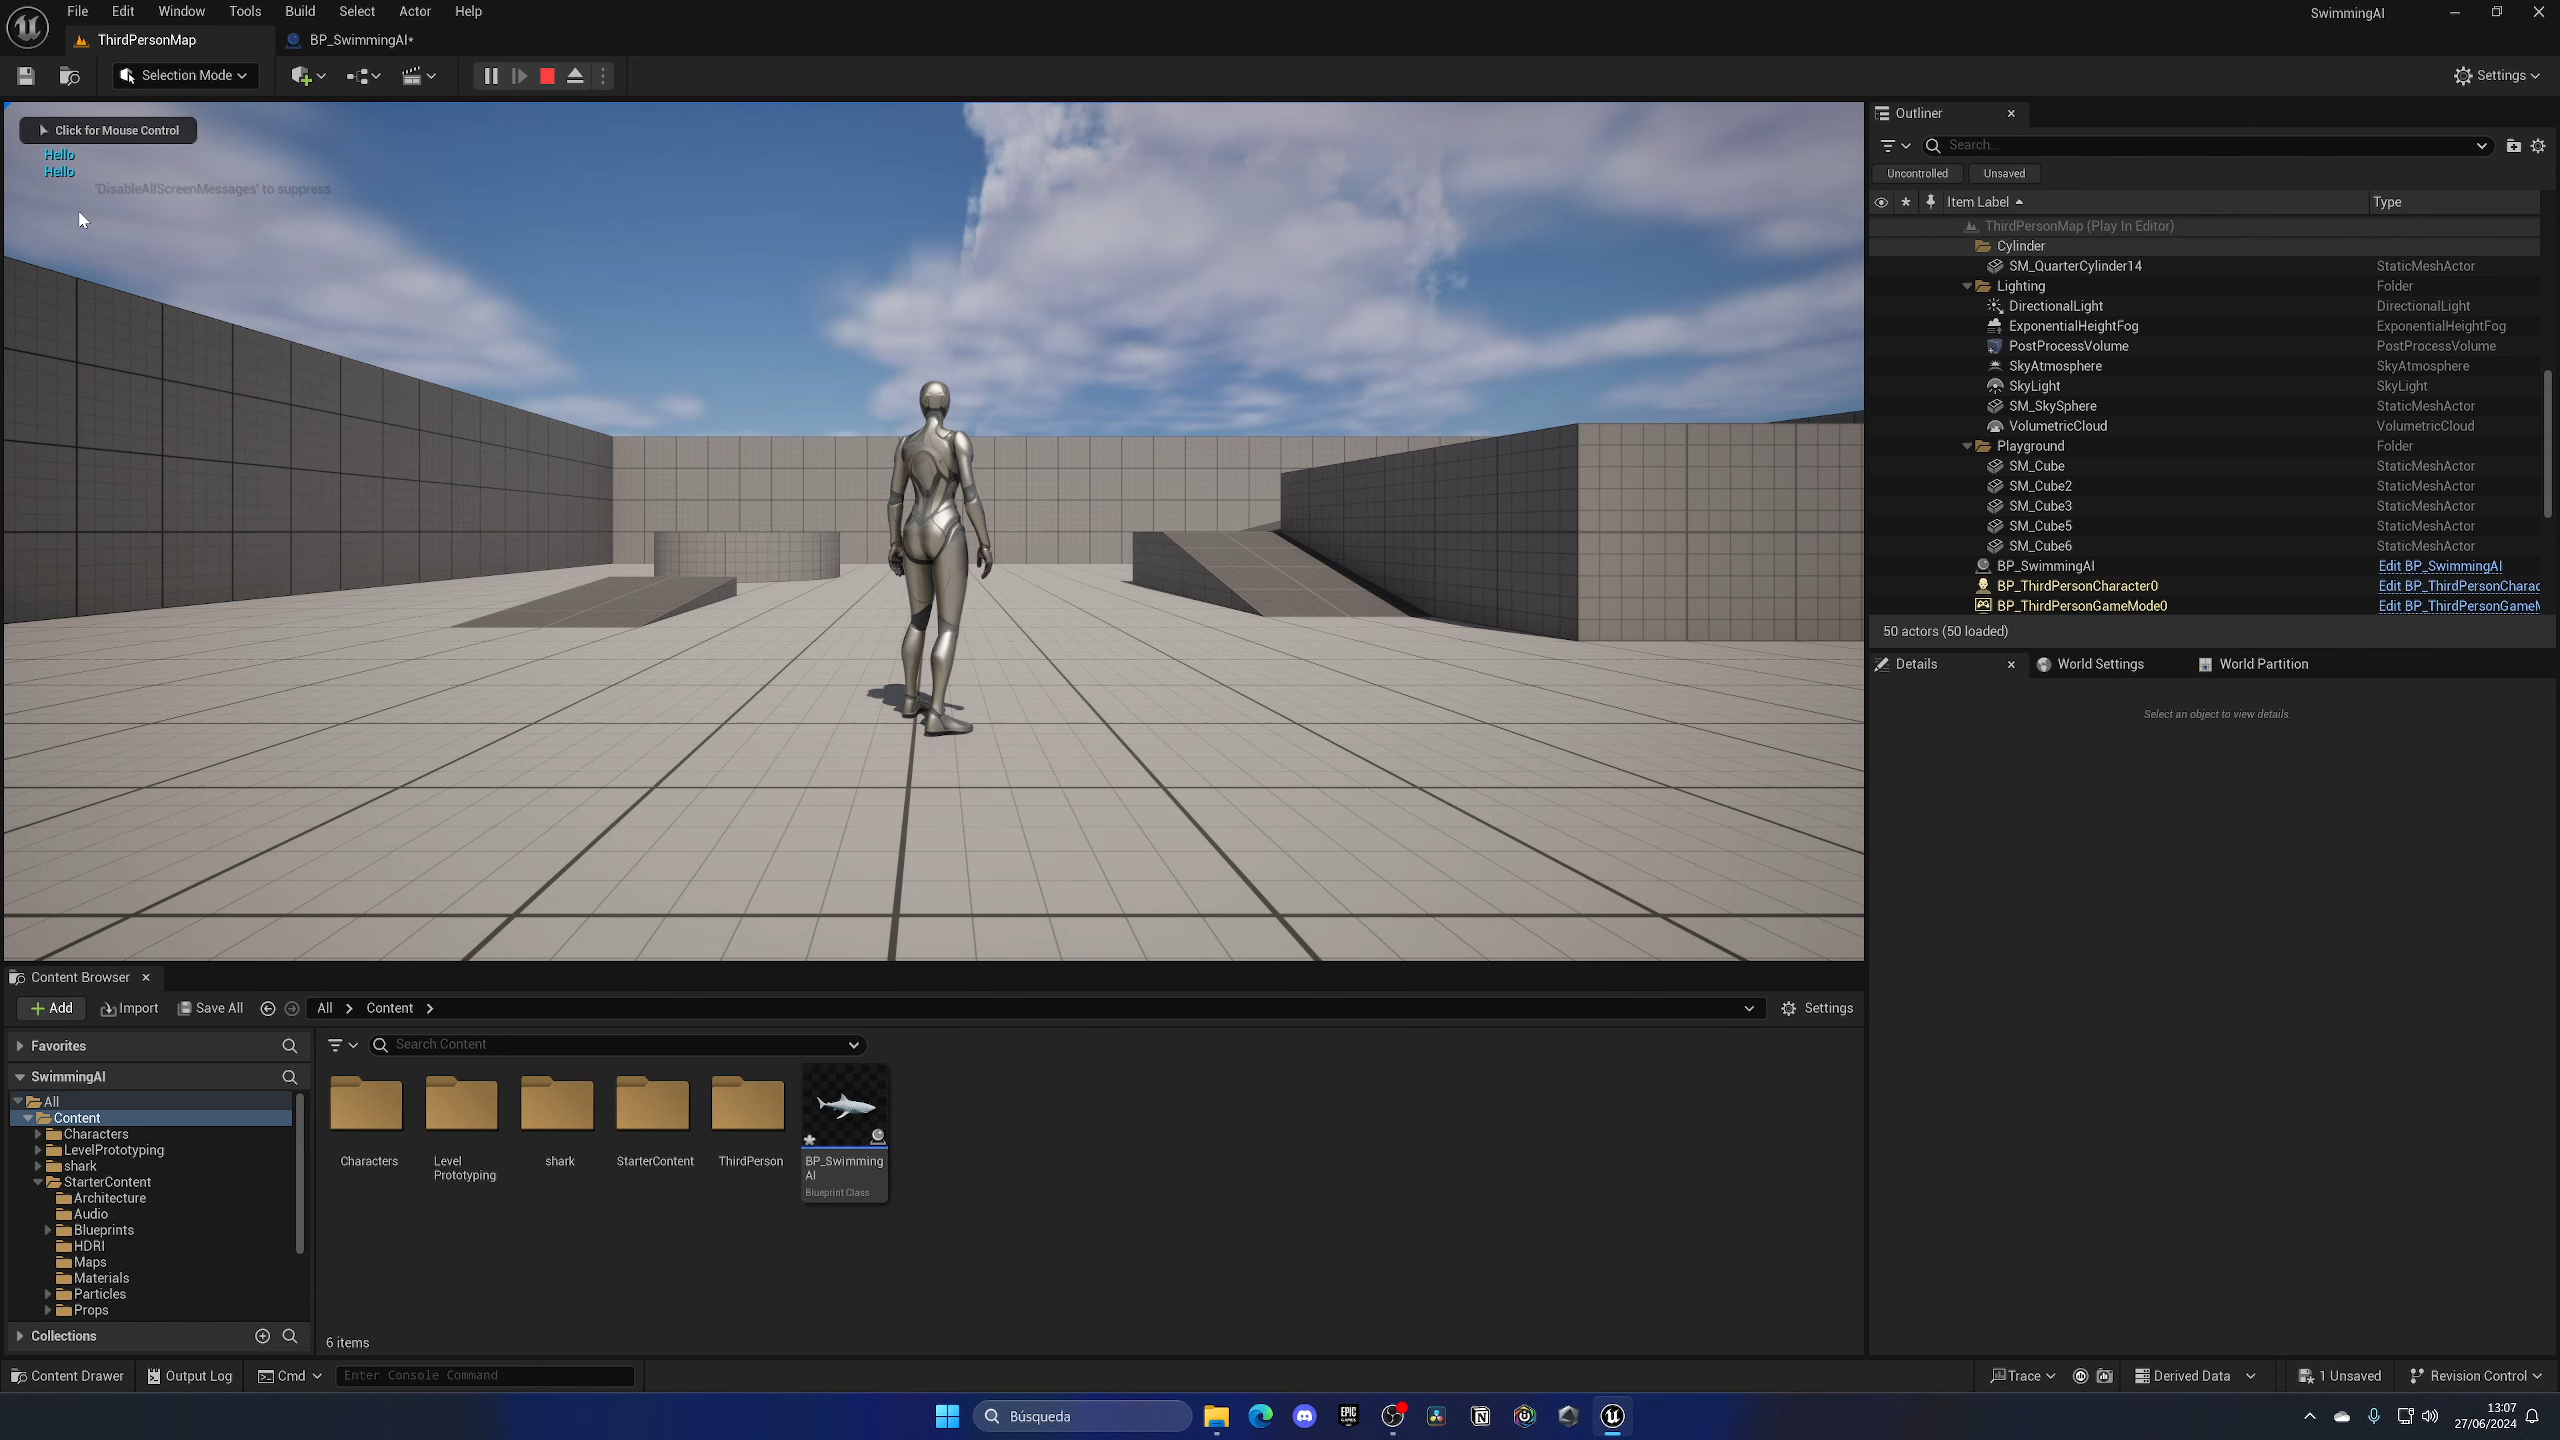 File Edit Window Tools Build Select Actor Help
SwimmingAI
ThirdPersonMap
BP_SwimmingAI*
Selection Mode
Settings
Click for Mouse Control
Hello
Hello
'DisableAllScreenMessages' to suppress
Outliner
Search...
Uncontrolled
Unsaved
Item Label
Type
ThirdPersonMap (Play In Editor)
Cylinder
SM_QuarterCylinder14 StaticMeshActor
Lighting Folder
DirectionalLight DirectionalLight
ExponentialHeightFog ExponentialHeightFog
PostProcessVolume PostProcessVolume
SkyAtmosphere SkyAtmosphere
SkyLight SkyLight
SM_SkySphere StaticMeshActor
VolumetricCloud VolumetricCloud
Playground Folder
SM_Cube StaticMeshActor
SM_Cube2 StaticMeshActor
SM_Cube3 StaticMeshActor
SM_Cube5 StaticMeshActor
SM_Cube6 StaticMeshActor
BP_SwimmingAI Edit BP_SwimmingAI
BP_ThirdPersonCharacter0 Edit BP_ThirdPersonCharac
BP_ThirdPersonGameMode0 Edit BP_ThirdPersonGameM
50 actors (50 loaded)
Details
World Settings
World Partition
Select an object to view details.
Content Browser
Add
Import
Save All
All
Content
Settings
Favorites
Search Content
SwimmingAI
All
Content
Characters
LevelPrototyping
shark
StarterContent
Architecture
Audio
Blueprints
HDRI
Maps
Materials
Particles
Props
Collections
Characters
Level
Prototyping
shark
StarterContent
ThirdPerson
BP_Swimming
AI
Blueprint Class
6 items
Content Drawer
Output Log
Cmd
Enter Console Command
Trace
Derived Data
1 Unsaved
Revision Control
Búsqueda
EPIC
GAMES
13:07
27/06/2024